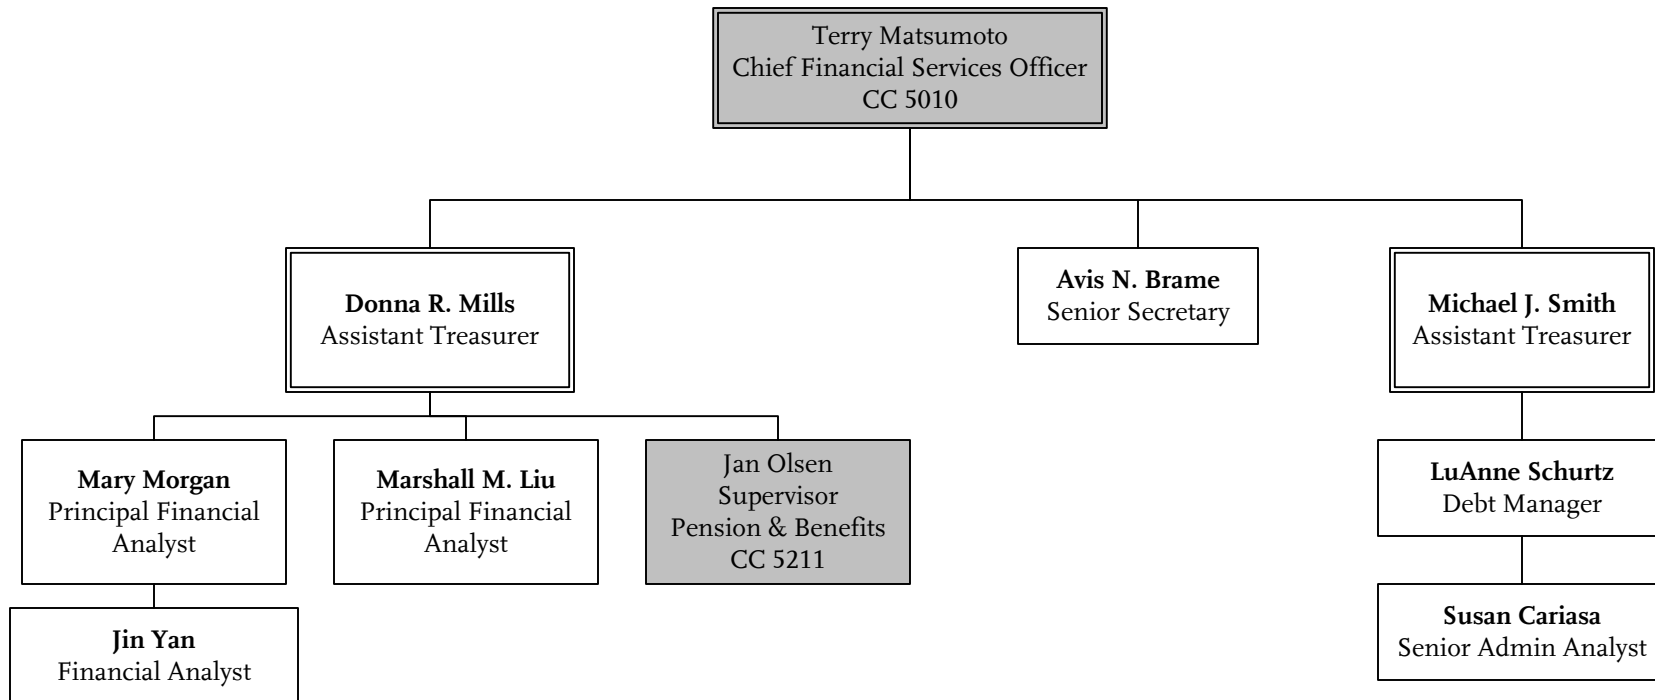 Terry Matsumoto
Chief Financial Services Officer
CC 5010
Donna R. Mills
Assistant Treasurer
Avis N. Brame
Senior Secretary
Michael J. Smith
Assistant Treasurer
Mary Morgan
Principal Financial
Analyst
Marshall M. Liu
Principal Financial
Analyst
Jan Olsen
Supervisor
Pension & Benefits
CC 5211
LuAnne Schurtz
Debt Manager
Jin Yan
Financial Analyst
Susan Cariasa
Senior Admin Analyst